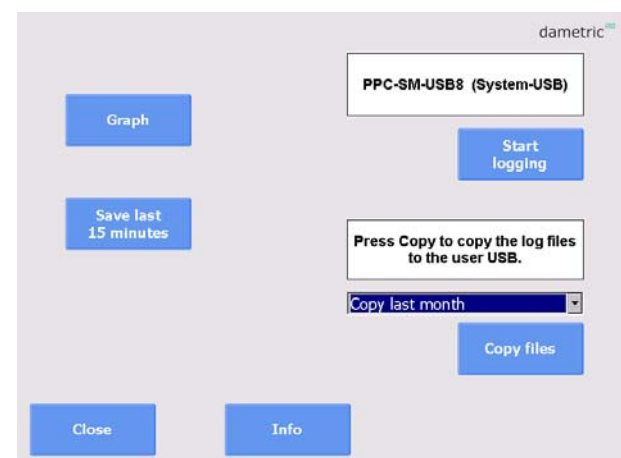 dametric
PPC-SM-USB8 (System-USB)
Graph
Start
logging
Save last
15 minutes
Press Copy to copy the log files
to the user USB.
Copy last month
Copy files
Close
Info